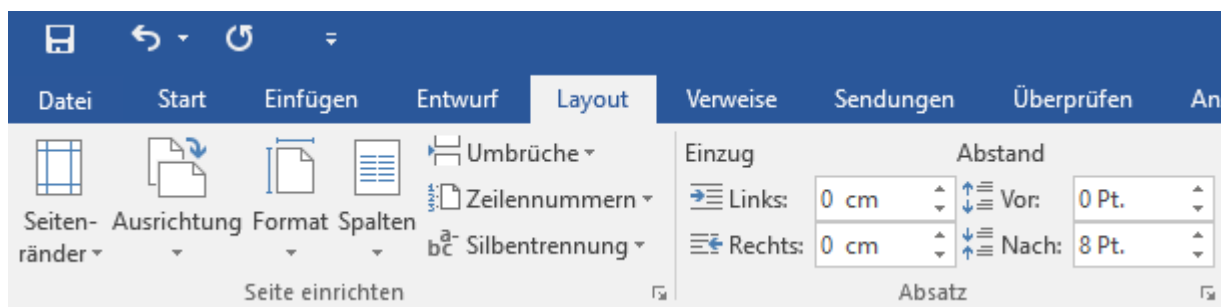 Datei Start Einfügen Entwurf Layout Verweise Sendungen Überprüfen An
Umbrüche Einzug Abstand
Zeilennummern Links: 0 cm Vor: 0 Pt.
Seiten- Ausrichtung Format Spalten
ränder Silbentrennung Rechts: 0 cm Nach: 8 Pt.
Seite einrichten Absatz